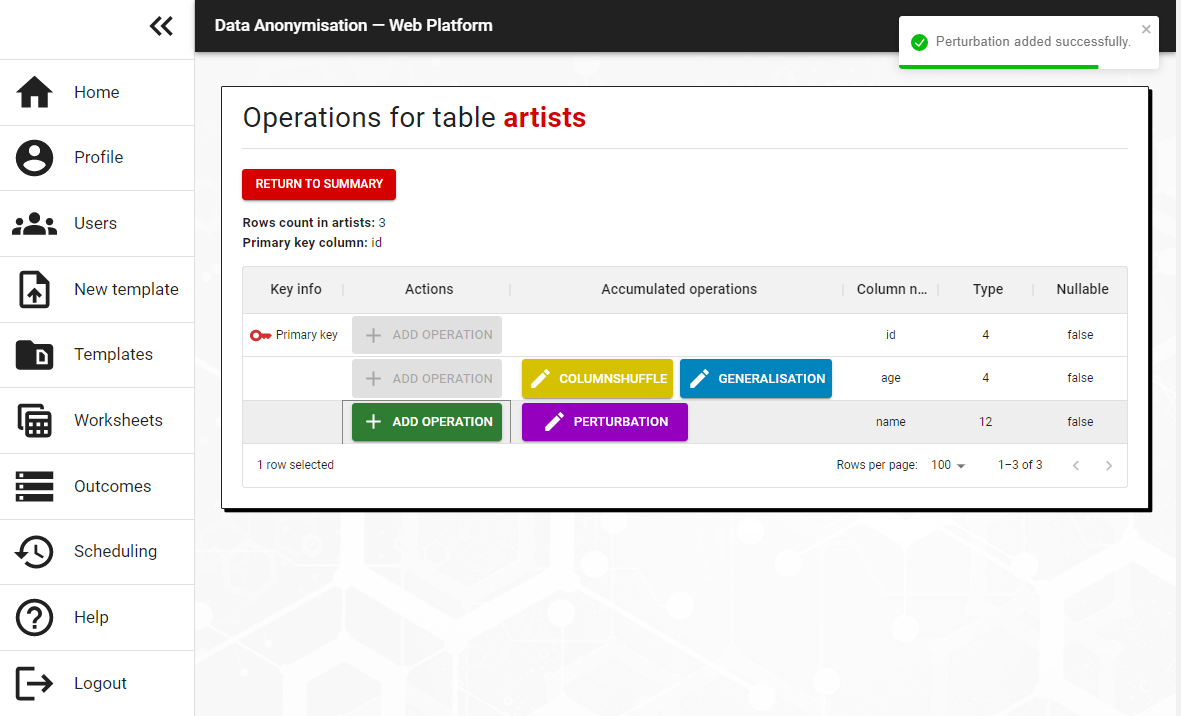 Data Anonymisation — Web Platform
Perturbation added successfully.
Home
Profile
Users
New template
Templates
Worksheets
Outcomes
Scheduling
Help
Logout
Operations for table artists
RETURN TO SUMMARY
Rows count in artists: 3
Primary key column: id
Key info Actions Accumulated operations Column n... Type Nullable
Primary key ADD OPERATION id 4 false
ADD OPERATION COLUMNSHUFFLE GENERALISATION age 4 false
ADD OPERATION PERTURBATION name 12 false
1 row selected Rows per page: 100 1–3 of 3